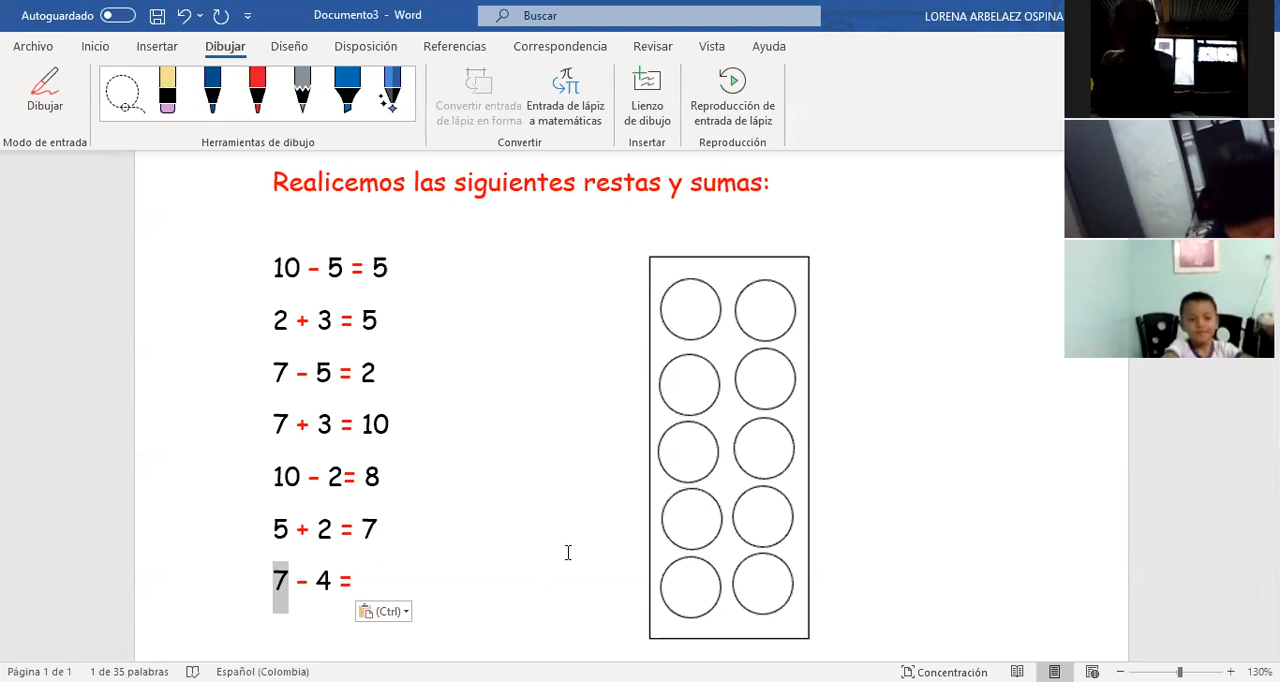 Autoguardado
Documento3 - Word
Buscar
LORENA ARBELAEZ OSPINA
Archivo Inicio Insertar Dibujar Diseño Disposición Referencias Correspondencia Revisar Vista Ayuda
Dibujar
Convertir entrada de lápiz en forma
Entrada de lápiz a matemáticas
Lienzo de dibujo
Reproducción de entrada de lápiz
Modo de entrada
Herramientas de dibujo
Convertir
Insertar
Reproducción
Realicemos las siguientes restas y sumas:
10 - 5 = 5
2 + 3 = 5
7 - 5 = 2
7 + 3 = 10
10 - 2= 8
5 + 2 = 7
7 - 4 =
(Ctrl)
Página 1 de 1 1 de 35 palabras Español (Colombia) Concentración 130%